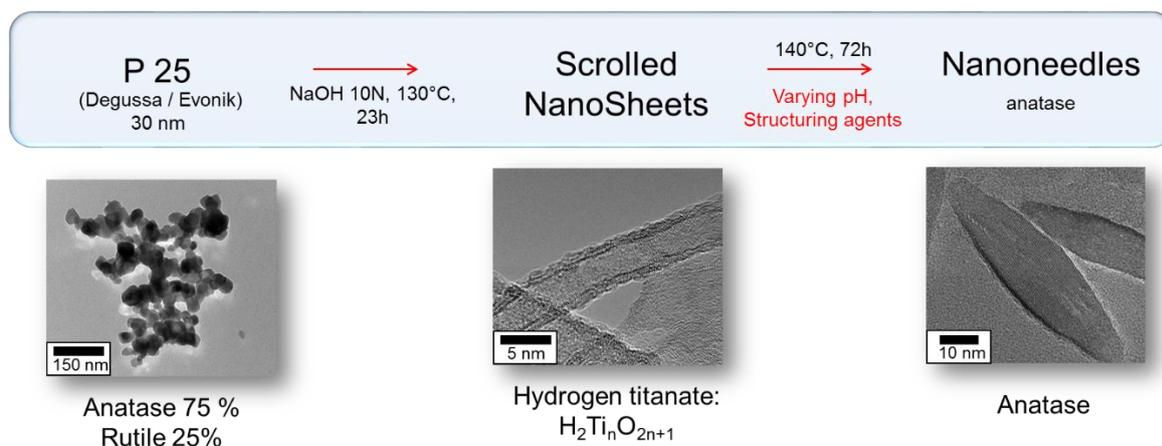 P 25
(Degussa / Evonik)
30 nm
NaOH 10N, 130°C,
23h
Scrolled
NanoSheets
140°C, 72h
Varying pH,
Structuring agents
Nanoneedles
anatase
150 nm
5 nm
10 nm
Anatase 75 %
Rutile 25%
Hydrogen titanate:
H₂TiₙO₂ₙ₊₁
Anatase